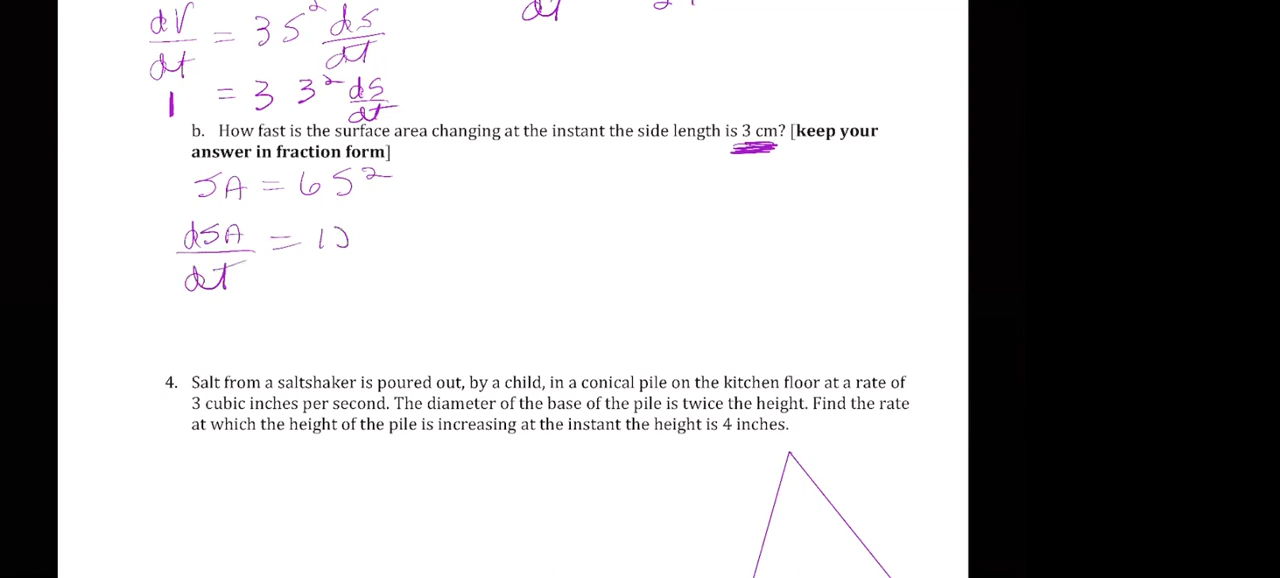 dV/dt = 3s² ds/dt
1 = 3 3² ds/dt
b. How fast is the surface area changing at the instant the side length is 3 cm? [keep your
answer in fraction form]
SA = 6s²
dSA/dt =
4. Salt from a saltshaker is poured out, by a child, in a conical pile on the kitchen floor at a rate of
3 cubic inches per second. The diameter of the base of the pile is twice the height. Find the rate
at which the height of the pile is increasing at the instant the height is 4 inches.